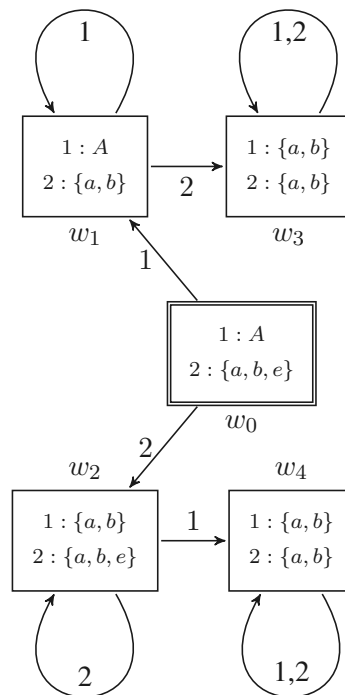 1 1,2
1 : A 1 : {a, b}
2 : {a, b} 2 2 : {a, b}
w1 w3
1
1 : A
2 : {a, b, e}
w0
2
w2 w4
1 : {a, b} 1 1 : {a, b}
2 : {a, b, e} 2 : {a, b}
2 1,2